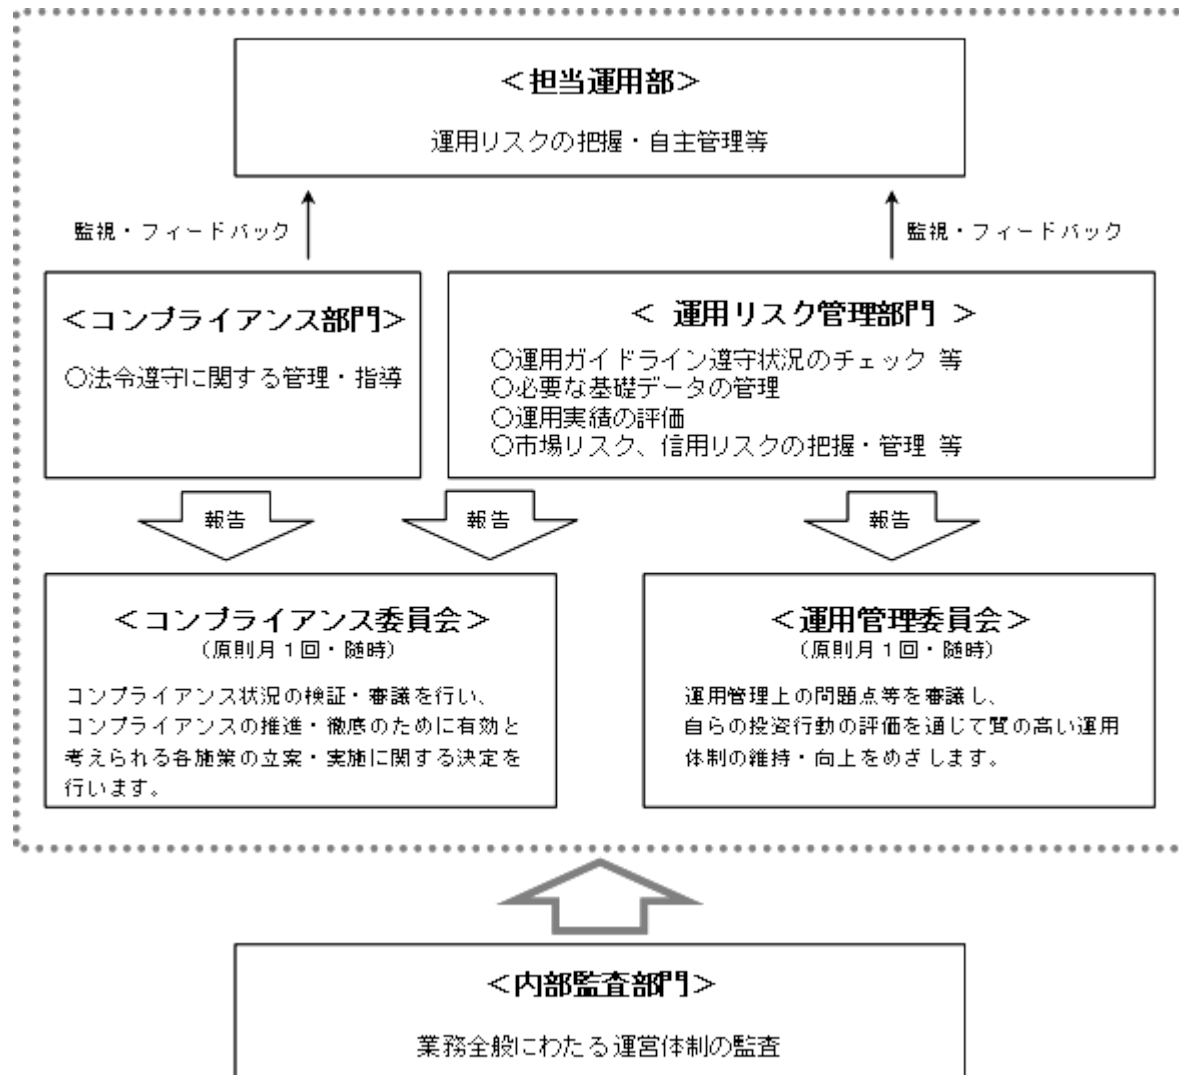 ＜担当運用部＞
運用リスクの把握・自主管理等
監視・フィードバック
監視・フィードバック
＜コンプライアンス部門＞
○法令遵守に関する管理・指導
＜ 運用リスク管理部門 ＞
○運用ガイドライン遵守状況のチェック 等
○必要な基礎データの管理
○運用実績の評価
○市場リスク、信用リスクの把握・管理 等
報告
報告
報告
＜コンプライアンス委員会＞
（原則月１回・随時）
コンプライアンス状況の検証・審議を行い、
コンプライアンスの推進・徹底のために有効と
考えられる各施策の立案・実施に関する決定を
行います。
＜運用管理委員会＞
（原則月１回・随時）
運用管理上の問題点等を審議し、
自らの投資行動の評価を通じて質の高い運用
体制の維持・向上をめざします。
＜内部監査部門＞
業務全般にわたる運営体制の監査